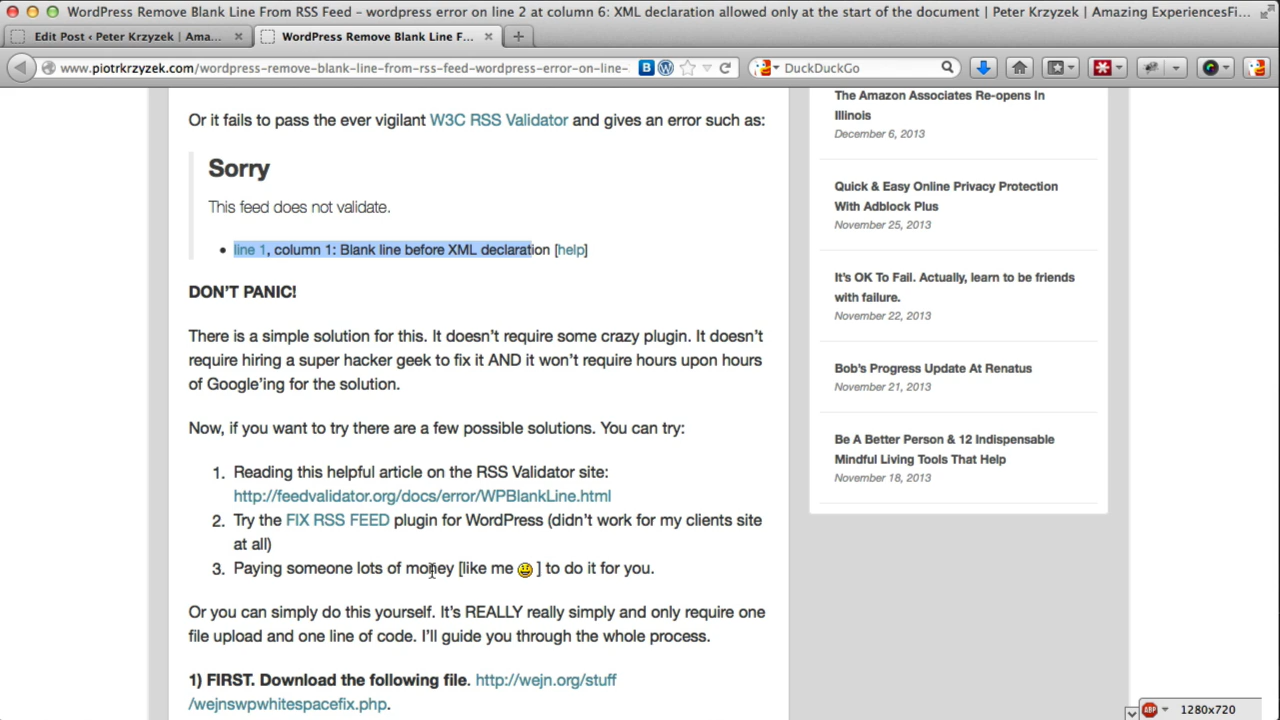 WordPress Remove Blank Line From RSS Feed – wordpress error on line 2 at column 6: XML declaration allowed only at the start of the document | Peter Krzyzek | Amazing ExperiencesFi...
Edit Post ‹ Peter Krzyzek | Ama...
WordPress Remove Blank Line F...
www.piotrkrzyzek.com/wordpress-remove-blank-line-from-rss-feed-wordpress-error-on-line-
DuckDuckGo
Or it fails to pass the ever vigilant W3C RSS Validator and gives an error such as:
Sorry
This feed does not validate.
• line 1, column 1: Blank line before XML declaration [help]
DON'T PANIC!
There is a simple solution for this. It doesn't require some crazy plugin. It doesn't
require hiring a super hacker geek to fix it AND it won't require hours upon hours
of Google'ing for the solution.
Now, if you want to try there are a few possible solutions. You can try:
1. Reading this helpful article on the RSS Validator site:
http://feedvalidator.org/docs/error/WPBlankLine.html
2. Try the FIX RSS FEED plugin for WordPress (didn't work for my clients site
at all)
3. Paying someone lots of money [like me ] to do it for you.
Or you can simply do this yourself. It's REALLY really simply and only require one
file upload and one line of code. I'll guide you through the whole process.
1) FIRST. Download the following file. http://wejn.org/stuff
/wejnswpwhitespacefix.php.
The Amazon Associates Re-opens In
Illinois
December 6, 2013
Quick & Easy Online Privacy Protection
With Adblock Plus
November 25, 2013
It's OK To Fail. Actually, learn to be friends
with failure.
November 22, 2013
Bob's Progress Update At Renatus
November 21, 2013
Be A Better Person & 12 Indispensable
Mindful Living Tools That Help
November 18, 2013
ABP
1280x720